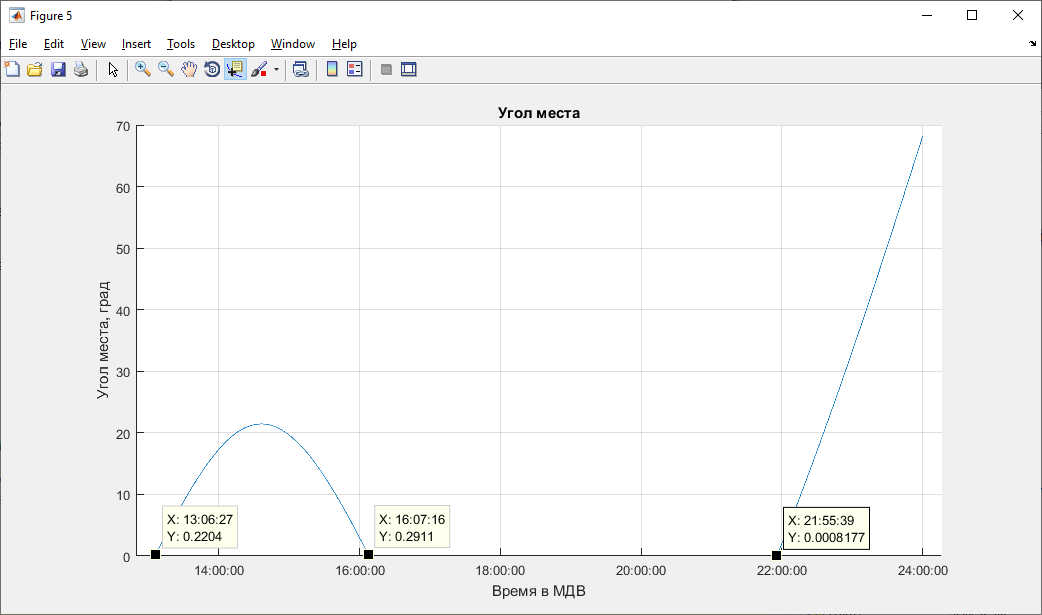 Figure 5
File Edit View Insert Tools Desktop Window Help
Угол места
70
60
50
40
30
20
10
0
Угол места, град
X: 13:06:27
Y: 0.2204
X: 16:07:16
Y: 0.2911
X: 21:55:39
Y: 0.0008177
14:00:00 16:00:00 18:00:00 20:00:00 22:00:00 24:00:00
Время в МДВ